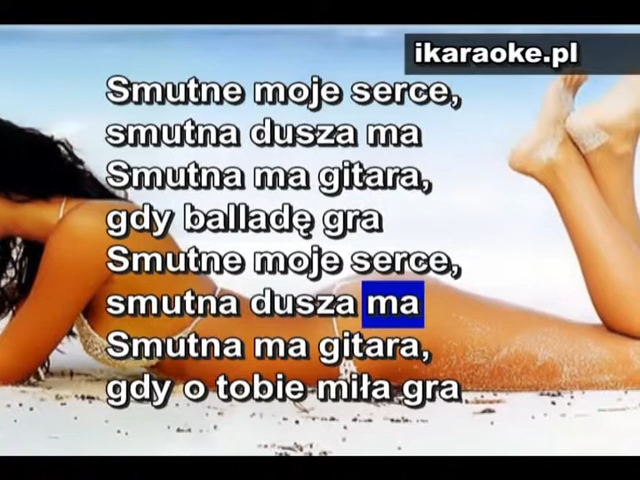 ikaraoke.pl
Smutne moje serce,
smutna dusza ma
Smutna ma gitara,
gdy balladę gra
Smutne moje serce,
smutna dusza ma
Smutna ma gitara,
gdy o tobie miła gra